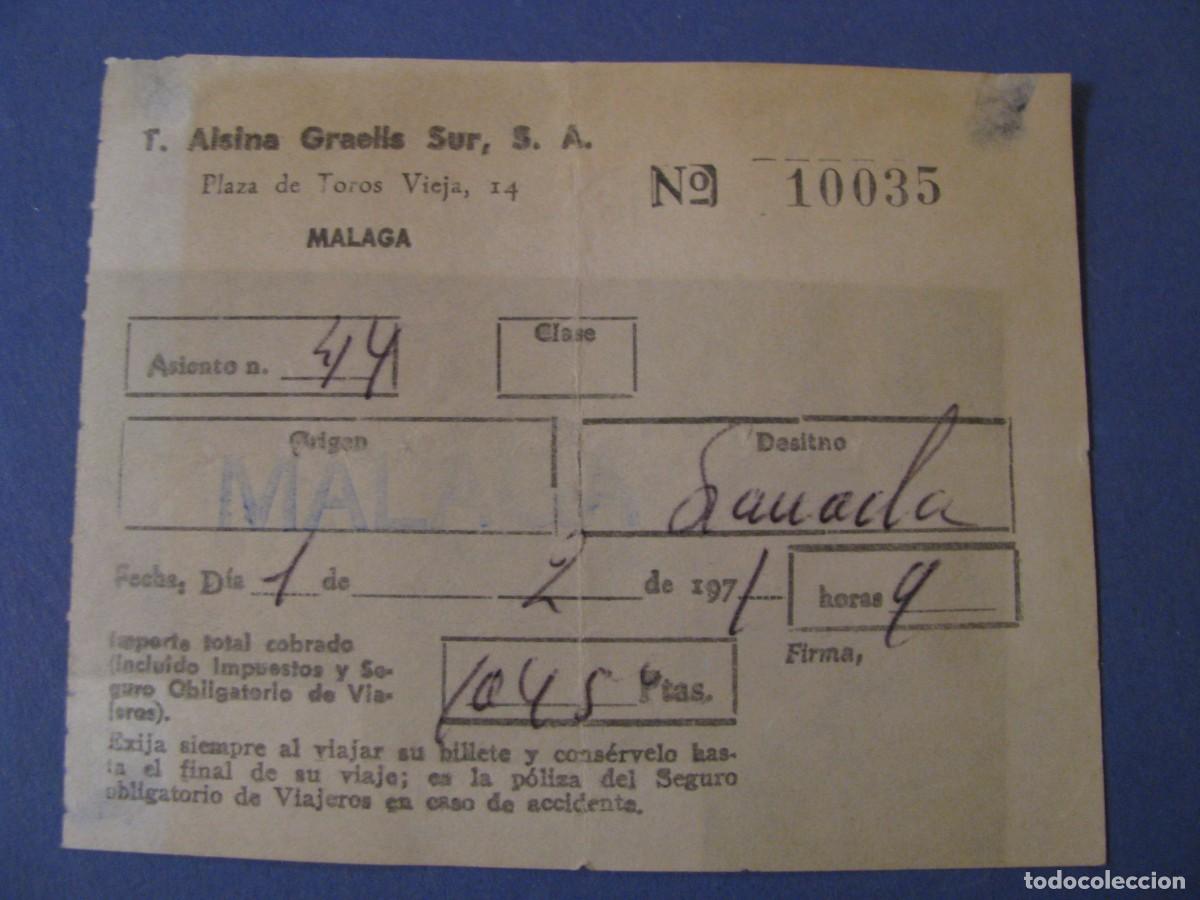 T. Alsina Graells Sur, S. A.
Plaza de Toros Vieja, 14
MALAGA
Nº 10035
Asiento n. 44
Clase
Origen
MALAGA
Desitno
Granada
Fecha: Día 1 de 2 de 1971
horas 9
Importe total cobrado
(incluído Impuestos y Se-
guro Obligatorio de Via-
jeros).
1045 Ptas.
Firma,
Exija siempre al viajar su billete y consérvelo has-
ta el final de su viaje; es la póliza del Seguro
obligatorio de Viajeros en caso de accidente.
todocoleccion